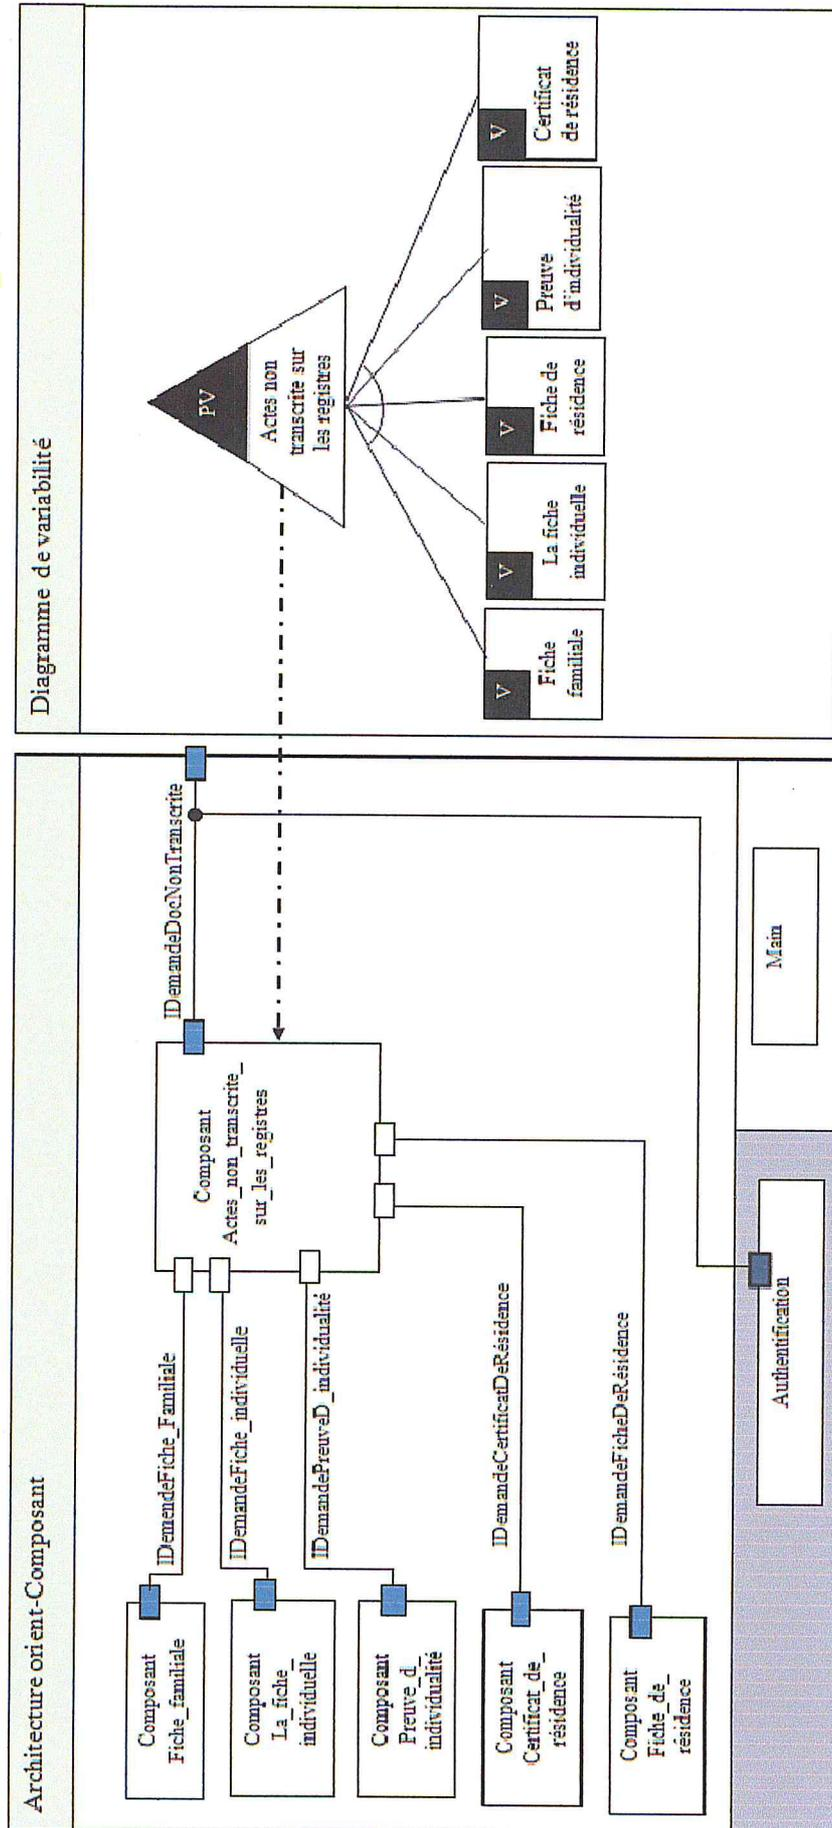 Architecture orient-Composant
Composant
Fiche_familiale
IDemendeFiche_Familiale
Composant
La_fiche_
individuelle
IDemandeFiche_individuelle
Composant
Preuve_d_
individualité
IDemandePreuveD_individualité
Composant
Certificat_de_
résidence
IDemandeCertificatDeRésidence
Composant
Fiche_de_
résidence
IDemandeFicheDeRésidence
Composant
Actes_non_transcrite_
sur_les_registres
IDemandeDocNonTranscrite
Authentification
Main
Diagramme de variabilité
PV
Actes non
transcrite sur
les registres
V
Fiche
familiale
V
La fiche
individuelle
V
Fiche de
résidence
V
Preuve
d'individualité
V
Certificat
de résidence